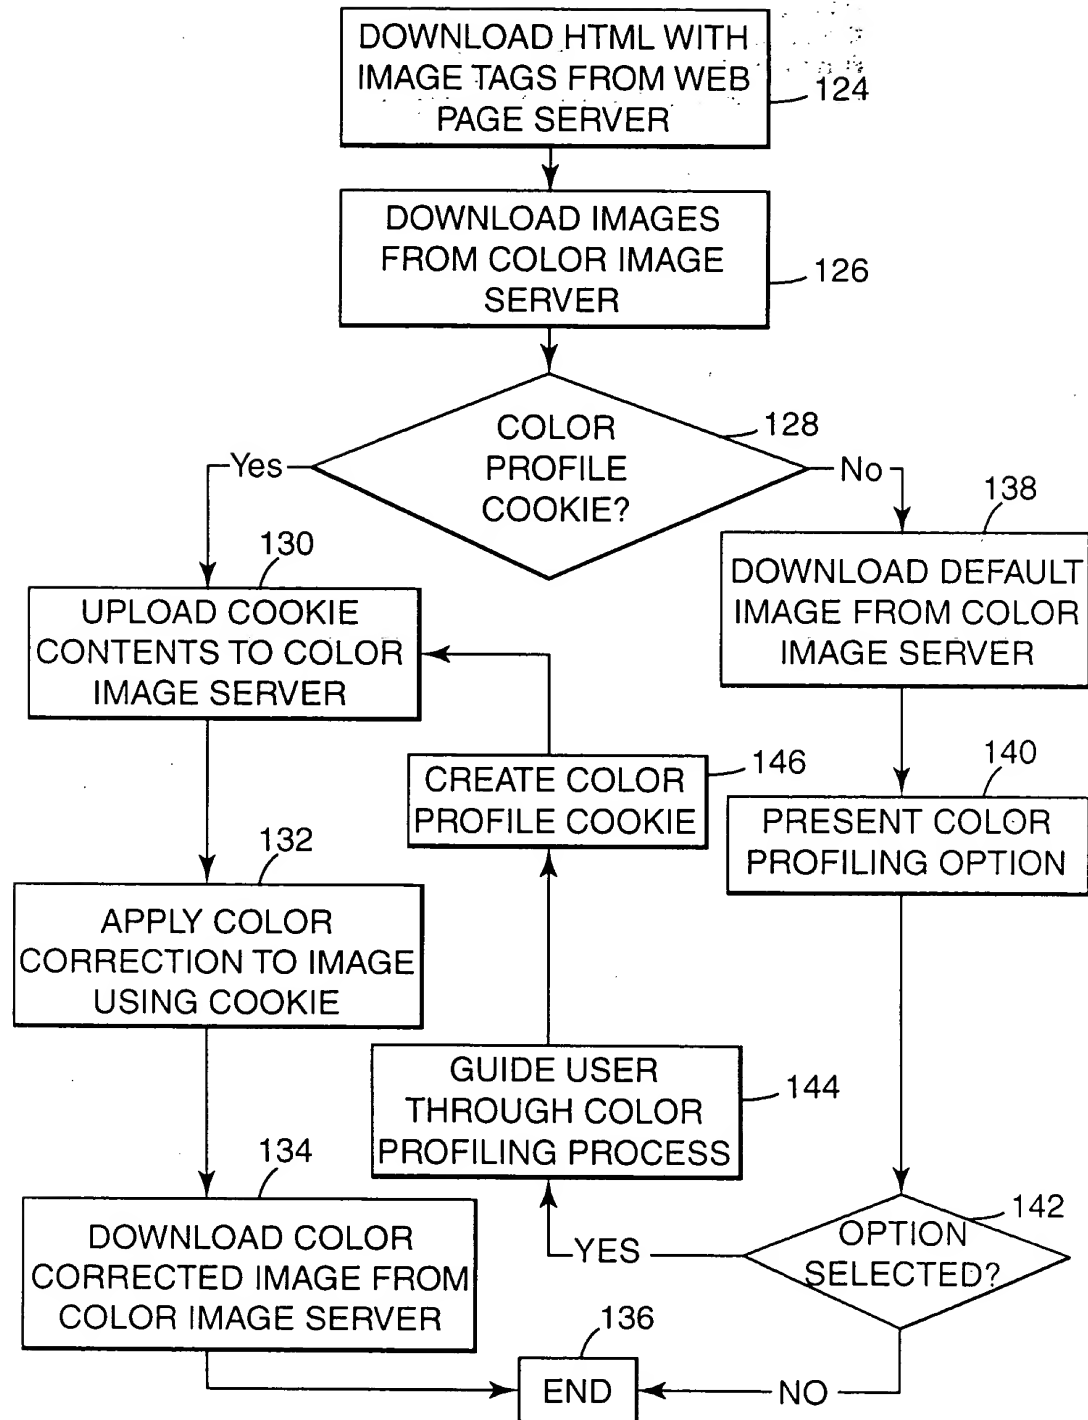 DOWNLOAD HTML WITH
IMAGE TAGS FROM WEB
PAGE SERVER
124
DOWNLOAD IMAGES
FROM COLOR IMAGE
SERVER
126
COLOR
PROFILE
COOKIE?
128
Yes
No
138
DOWNLOAD DEFAULT
IMAGE FROM COLOR
IMAGE SERVER
130
UPLOAD COOKIE
CONTENTS TO COLOR
IMAGE SERVER
CREATE COLOR
PROFILE COOKIE
146
140
PRESENT COLOR
PROFILING OPTION
132
APPLY COLOR
CORRECTION TO IMAGE
USING COOKIE
GUIDE USER
THROUGH COLOR
PROFILING PROCESS
144
134
DOWNLOAD COLOR
CORRECTED IMAGE FROM
COLOR IMAGE SERVER
142
OPTION
SELECTED?
YES
136
END
NO